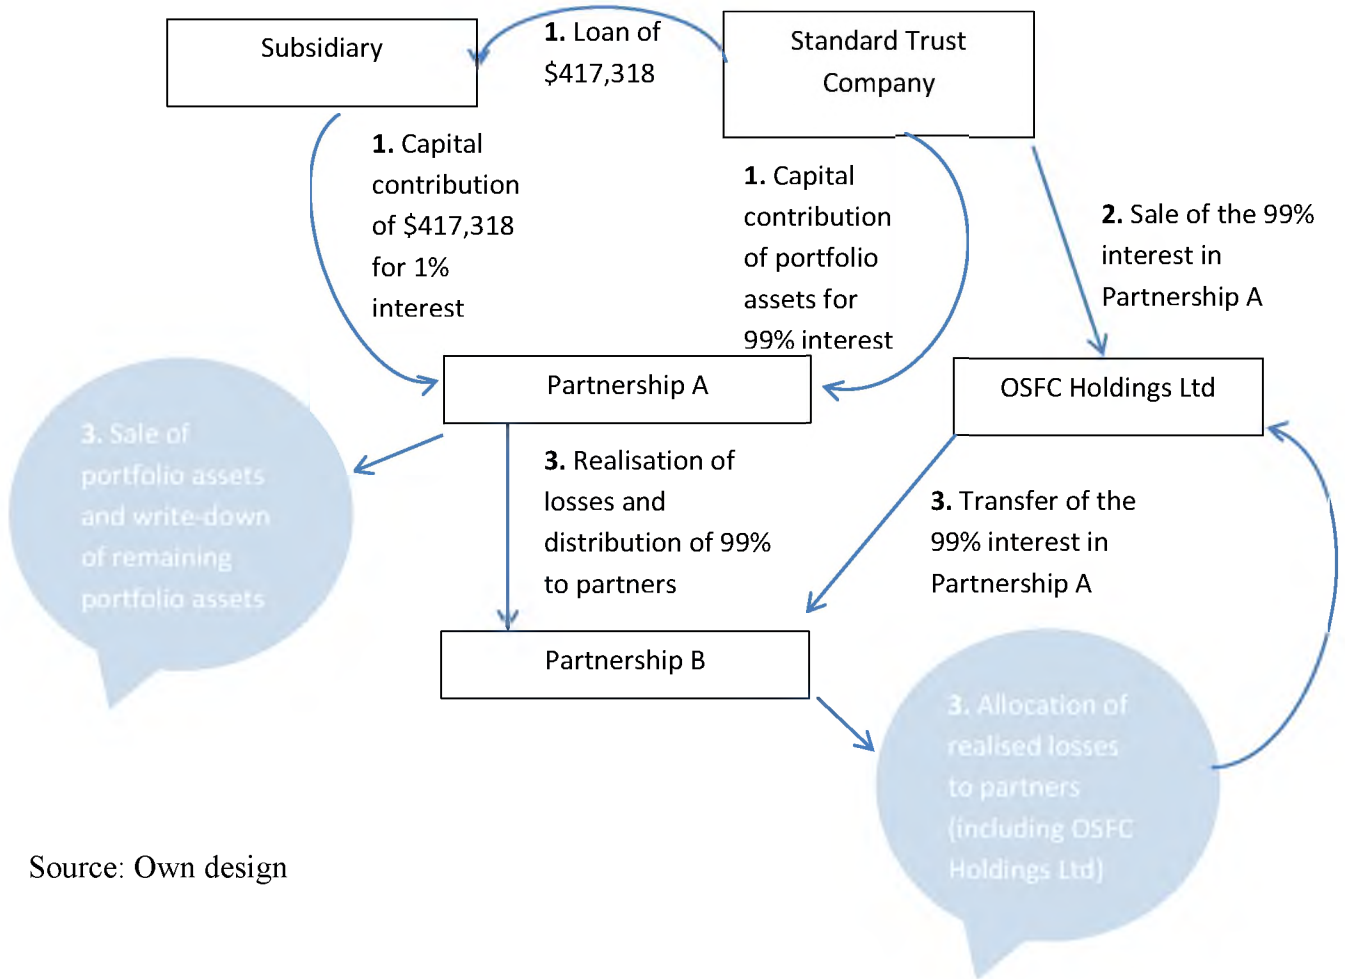 Subsidiary
1. Loan of
$417,318
Standard Trust
Company
1. Capital
contribution
of $417,318
for 1%
interest
1. Capital
contribution
of portfolio
assets for
99% interest
2. Sale of the 99%
interest in
Partnership A
Partnership A
OSFC Holdings Ltd
3. Sale of
portfolio assets
and write-down
of remaining
portfolio assets
3. Realisation of
losses and
distribution of 99%
to partners
3. Transfer of the
99% interest in
Partnership A
Partnership B
3. Allocation of
realised losses
to partners
(including OSFC
Holdings Ltd)
Source: Own design